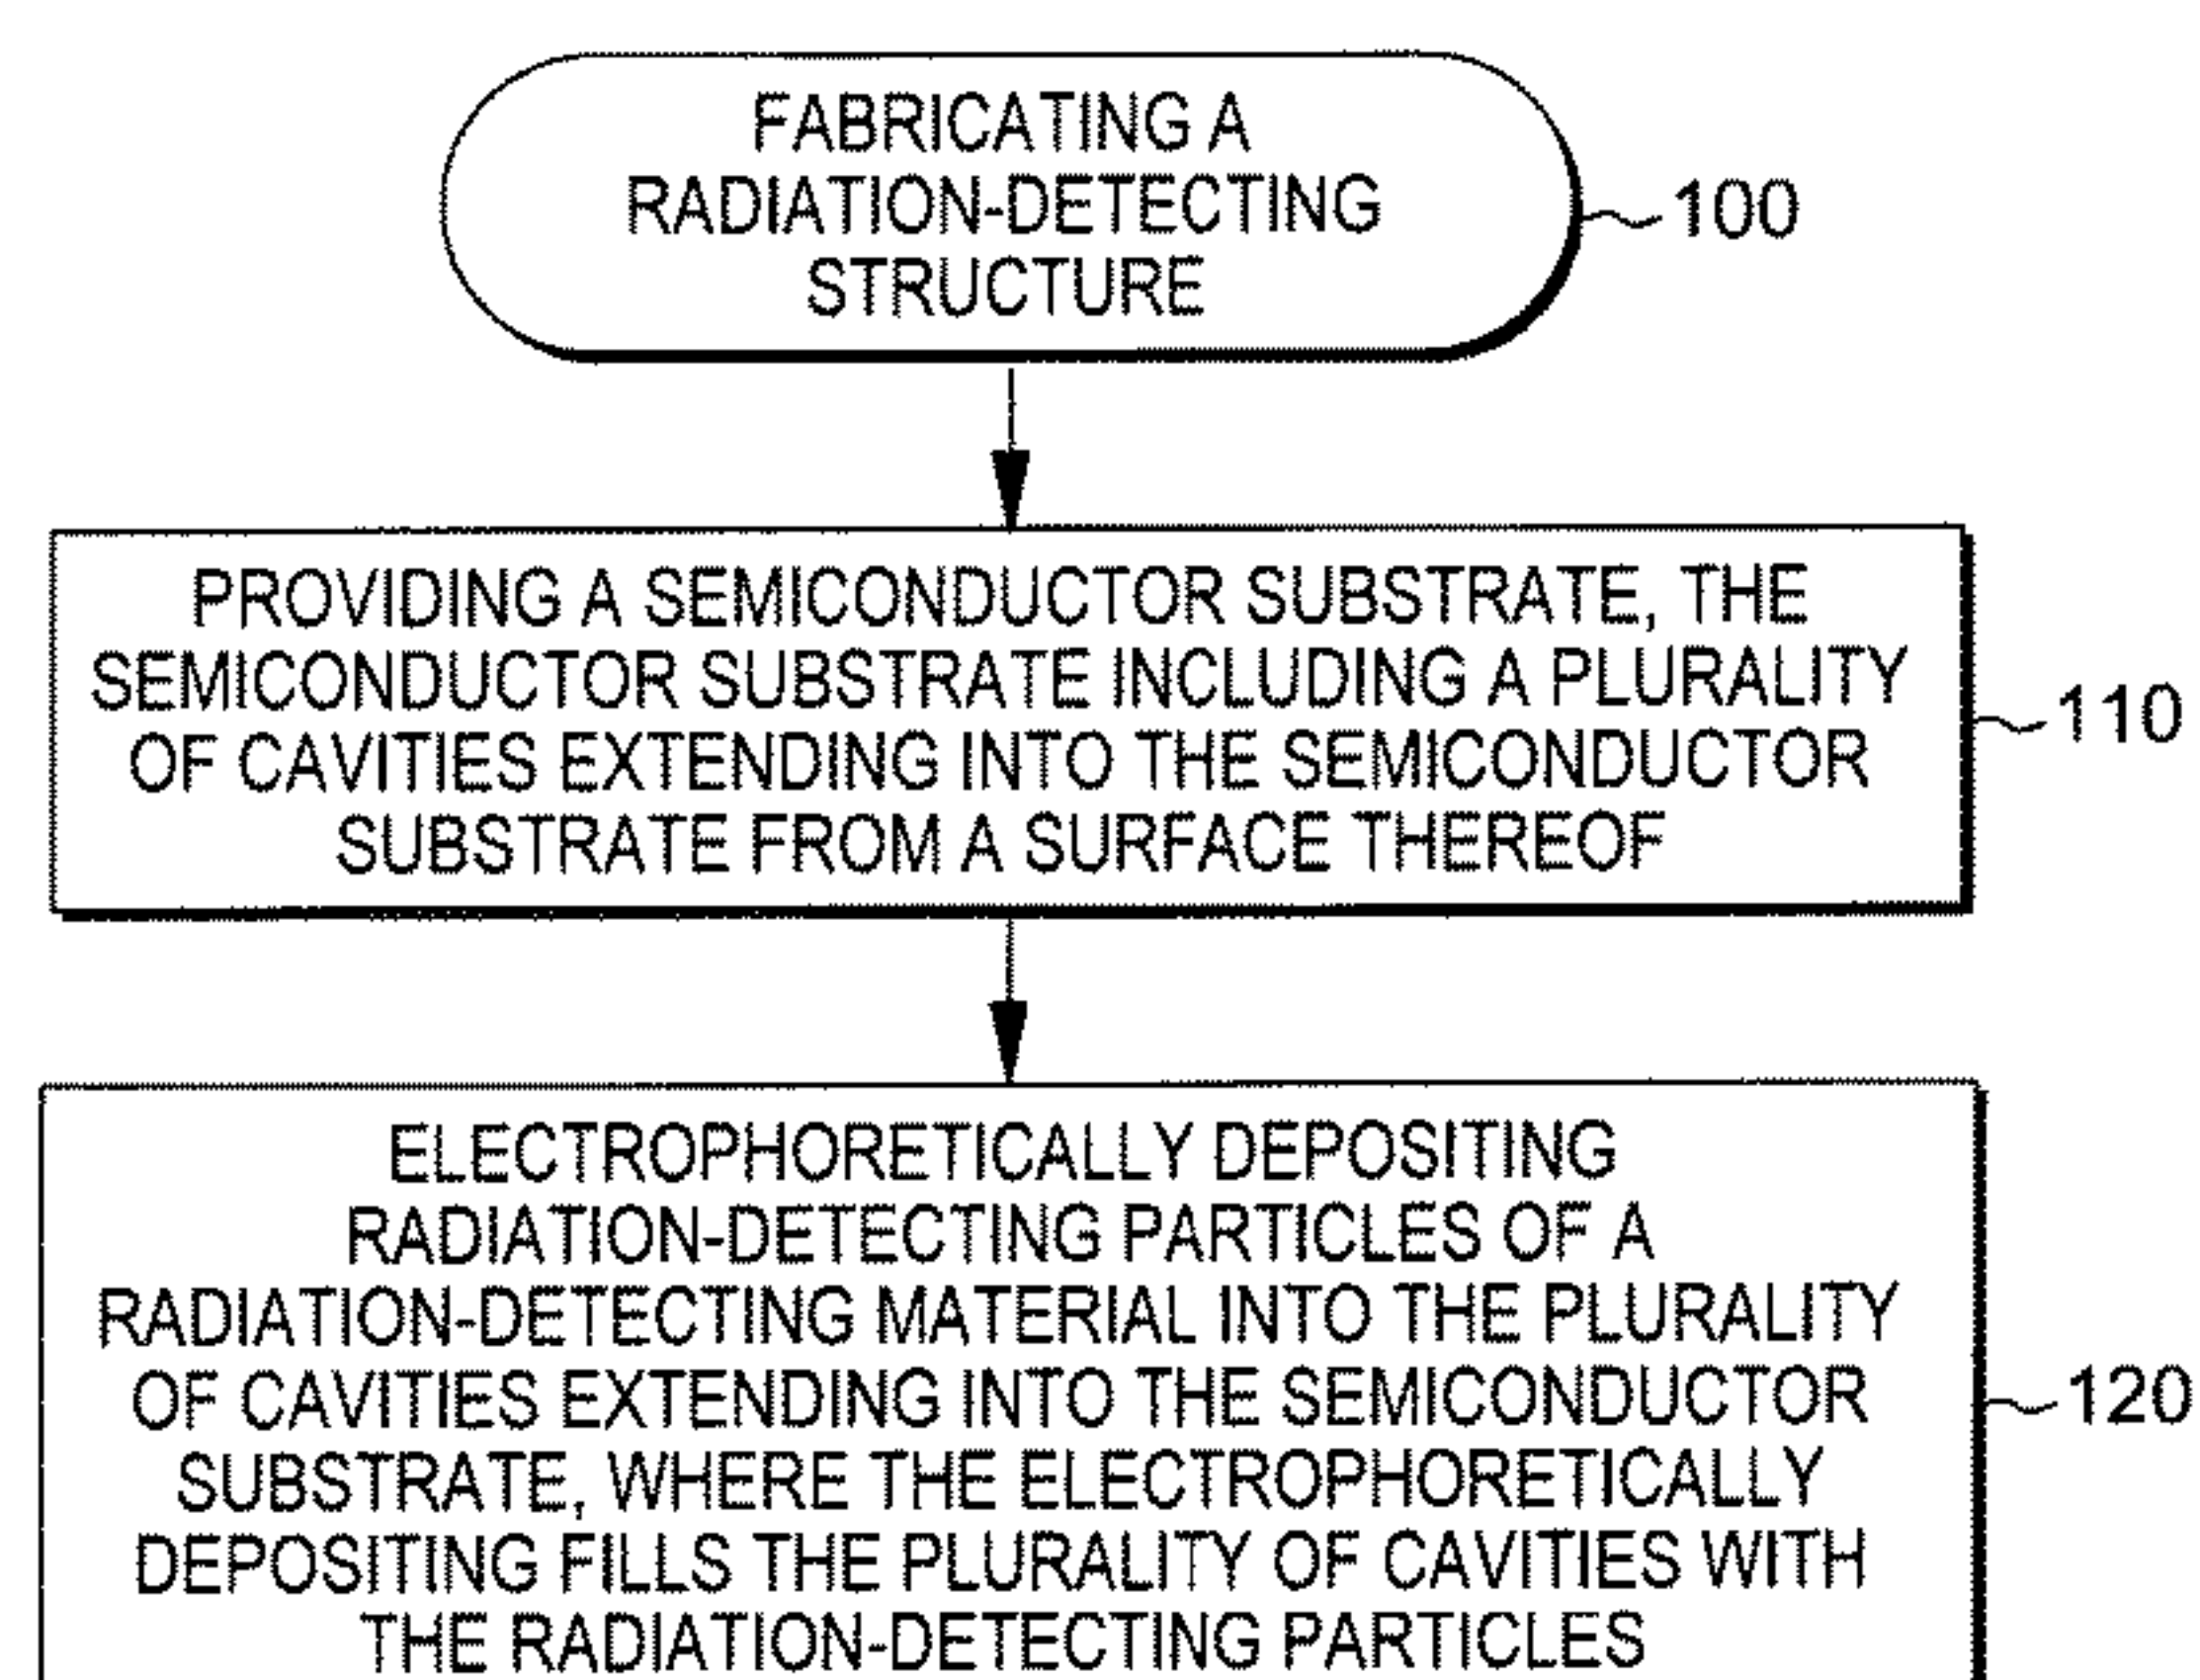 FABRICATING A
RADIATION-DETECTING
STRUCTURE
100
PROVIDING A SEMICONDUCTOR SUBSTRATE, THE
SEMICONDUCTOR SUBSTRATE INCLUDING A PLURALITY
OF CAVITIES EXTENDING INTO THE SEMICONDUCTOR
SUBSTRATE FROM A SURFACE THEREOF
110
ELECTROPHORETICALLY DEPOSITING
RADIATION-DETECTING PARTICLES OF A
RADIATION-DETECTING MATERIAL INTO THE PLURALITY
OF CAVITIES EXTENDING INTO THE SEMICONDUCTOR
SUBSTRATE, WHERE THE ELECTROPHORETICALLY
DEPOSITING FILLS THE PLURALITY OF CAVITIES WITH
THE RADIATION-DETECTING PARTICLES
120